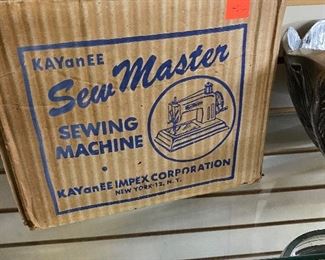 KAYanEE
Sew Master
SEWING
MACHINE
KAYanEE IMPEX CORPORATION
NEW YORK-13, N.Y.